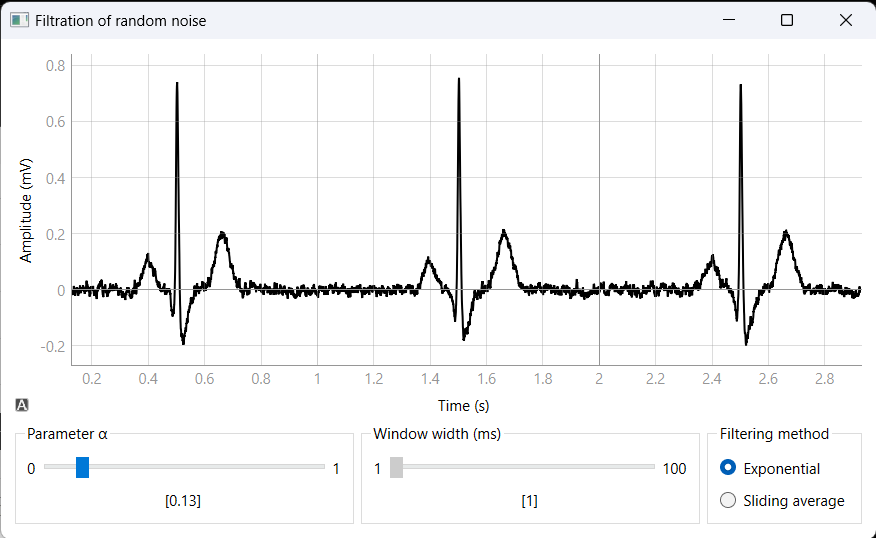 Filtration of random noise
0.8
0.6
0.4
0.2
0
-0.2
Amplitude (mV)
0.2 0.4 0.6 0.8 1 1.2 1.4 1.6 1.8 2 2.2 2.4 2.6 2.8
Time (s)
A
Parameter α
0 1
[0.13]
Window width (ms)
1 100
[1]
Filtering method
Exponential
Sliding average